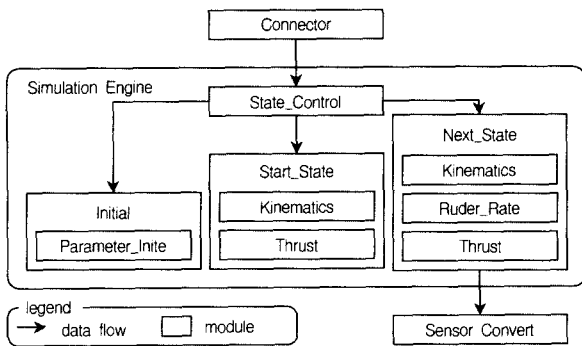 Connector
Simulation Engine
State_Control
Next_State
Kinematics
Ruder_Rate
Thrust
Start_State
Kinematics
Thrust
Initial
Parameter_Inite
legend
data flow
module
Sensor Convert